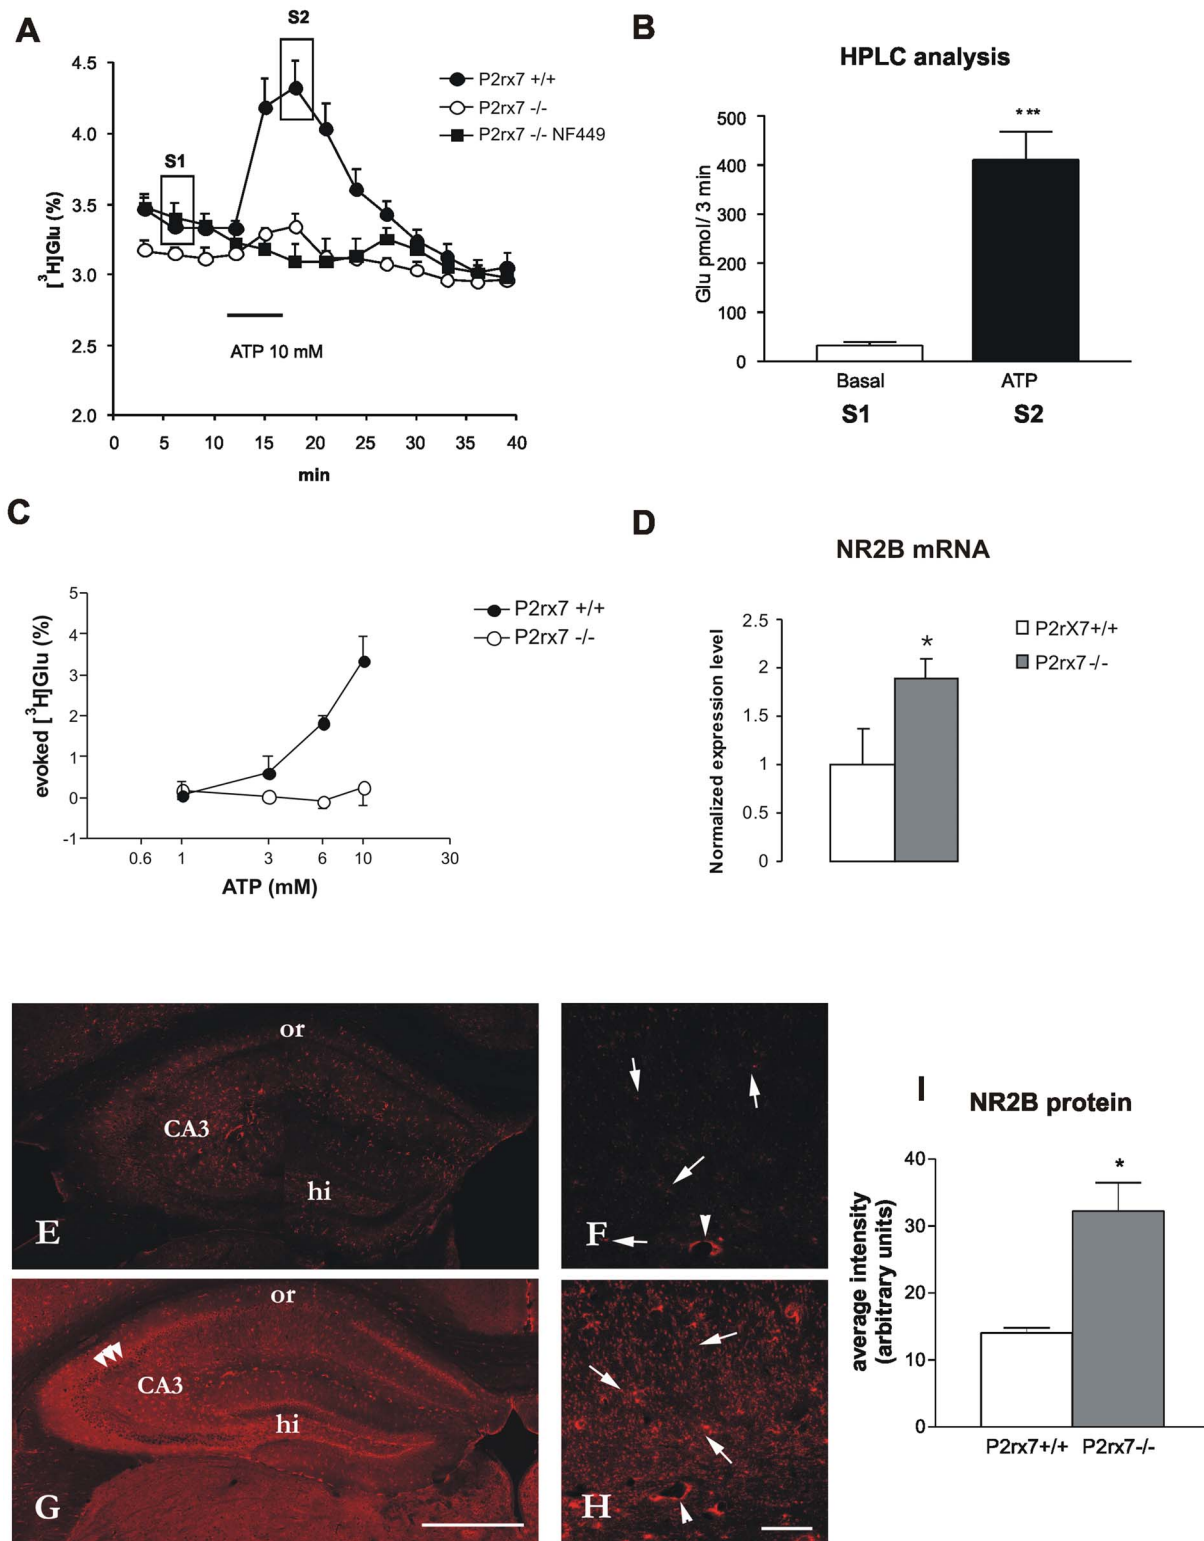 A
S2
4.5
4.0
3.5
3.0
2.5
2.0
[³H]Glu (%)
S1
P2rx7 +/+
P2rx7 -/-
P2rx7 -/- NF449
ATP 10 mM
0 5 10 15 20 25 30 35 40
min
B
HPLC analysis
500
400
300
200
100
0
Glu pmol/ 3 min
* ***
Basal ATP
S1 S2
C
5
4
3
2
1
0
-1
evoked [³H]Glu (%)
P2rx7 +/+
P2rx7 -/-
0.6 1 3 6 10 30
ATP (mM)
D
NR2B mRNA
2.5
2
1.5
1
0.5
0
Normalized expression level
*
P2rX7+/+
P2rx7-/-
or
CA3
hi
E
F
or
CA3
hi
G
H
I
NR2B protein
40
30
20
10
0
average intensity
(arbitrary units)
*
P2rx7+/+ P2rx7-/-